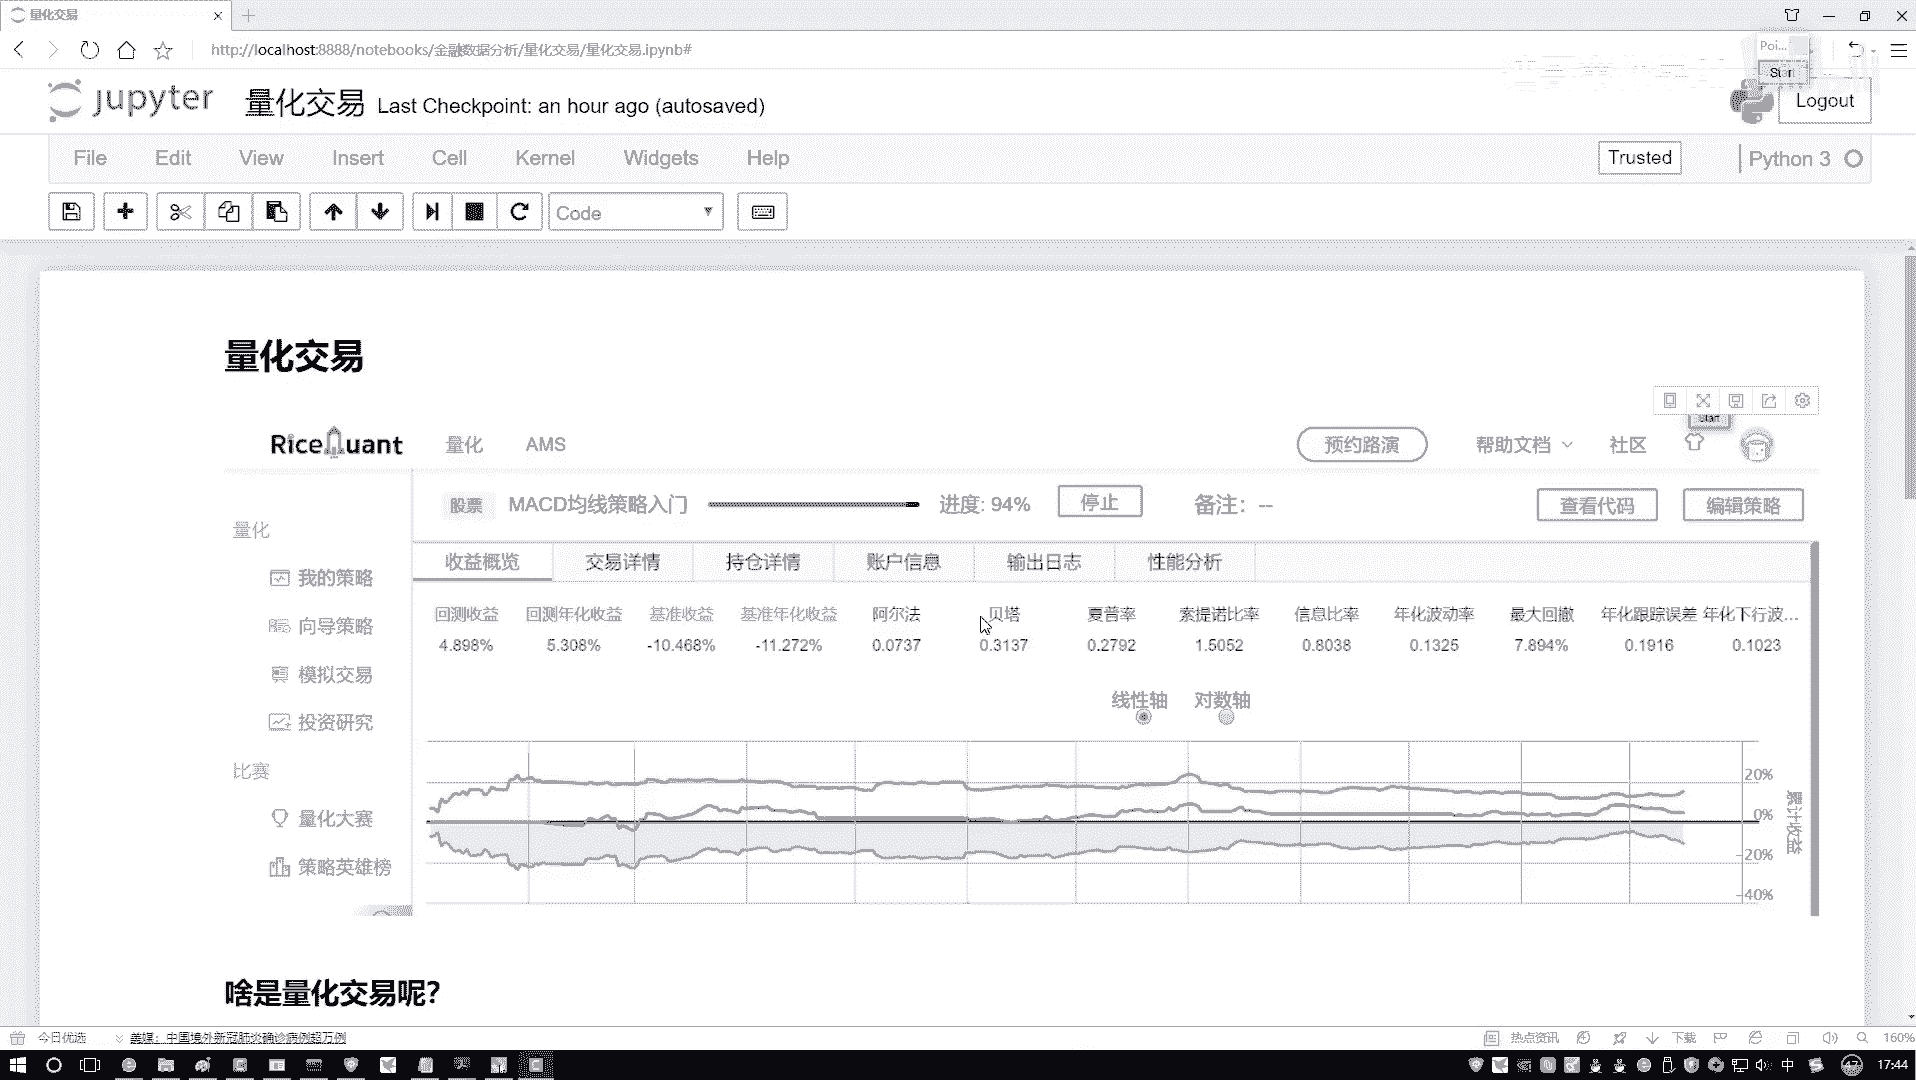 量化交易
http://localhost:8888/notebooks/金融数据分析/量化交易/量化交易.ipynb#
Poi...
Start
jupyter 量化交易 Last Checkpoint: an hour ago (autosaved)
Logout
File Edit View Insert Cell Kernel Widgets Help
Trusted
Python 3
Code
量化交易
Start
RiceQuant 量化 AMS 预约路演 帮助文档 社区
股票 MACD均线策略入门 进度: 94% 停止 备注: -- 查看代码 编辑策略
量化
我的策略
向导策略
模拟交易
投资研究
比赛
量化大赛
策略英雄榜
收益概览 交易详情 持仓详情 账户信息 输出日志 性能分析
回测收益 回测年化收益 基准收益 基准年化收益 阿尔法 贝塔 夏普率 索提诺比率 信息比率 年化波动率 最大回撤 年化跟踪误差 年化下行波...
4.898% 5.308% -10.468% -11.272% 0.0737 0.3137 0.2792 1.5052 0.8038 0.1325 7.894% 0.1916 0.1023
线性轴 对数轴
20%
0%
-20%
-40%
累计收益
啥是量化交易呢?
今日优选 美媒：中国境外新冠肺炎确诊病例超万例
热点资讯 下载 160%
中
47
17:44